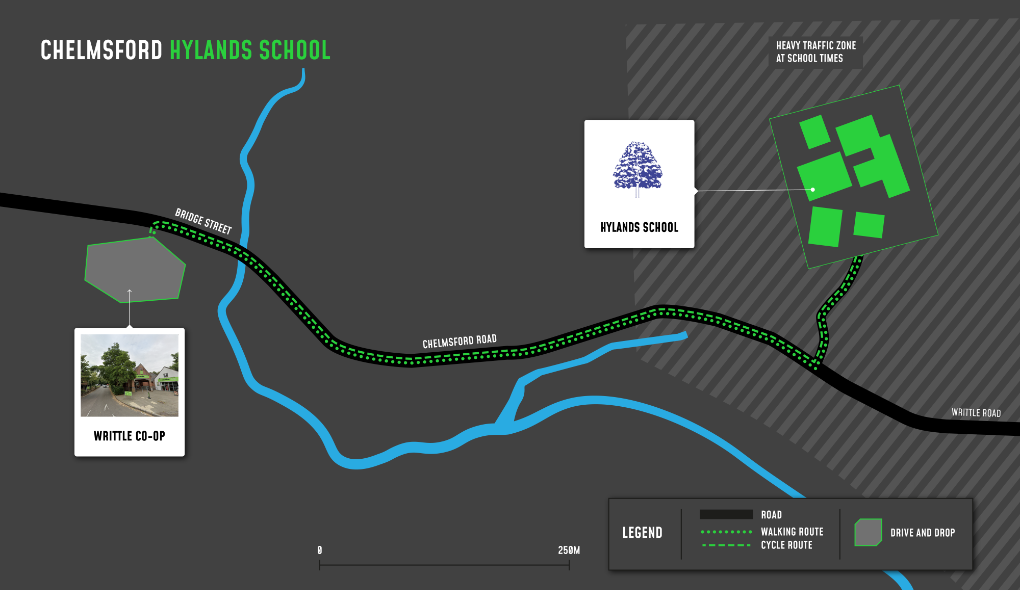 CHELMSFORD HYLANDS SCHOOL
HEAVY TRAFFIC ZONE
AT SCHOOL TIMES
HYLANDS SCHOOL
BRIDGE STREET
CHELMSFORD ROAD
WRITTLE CO-OP
WRITTLE ROAD
0 250M
LEGEND
ROAD
WALKING ROUTE
CYCLE ROUTE
DRIVE AND DROP